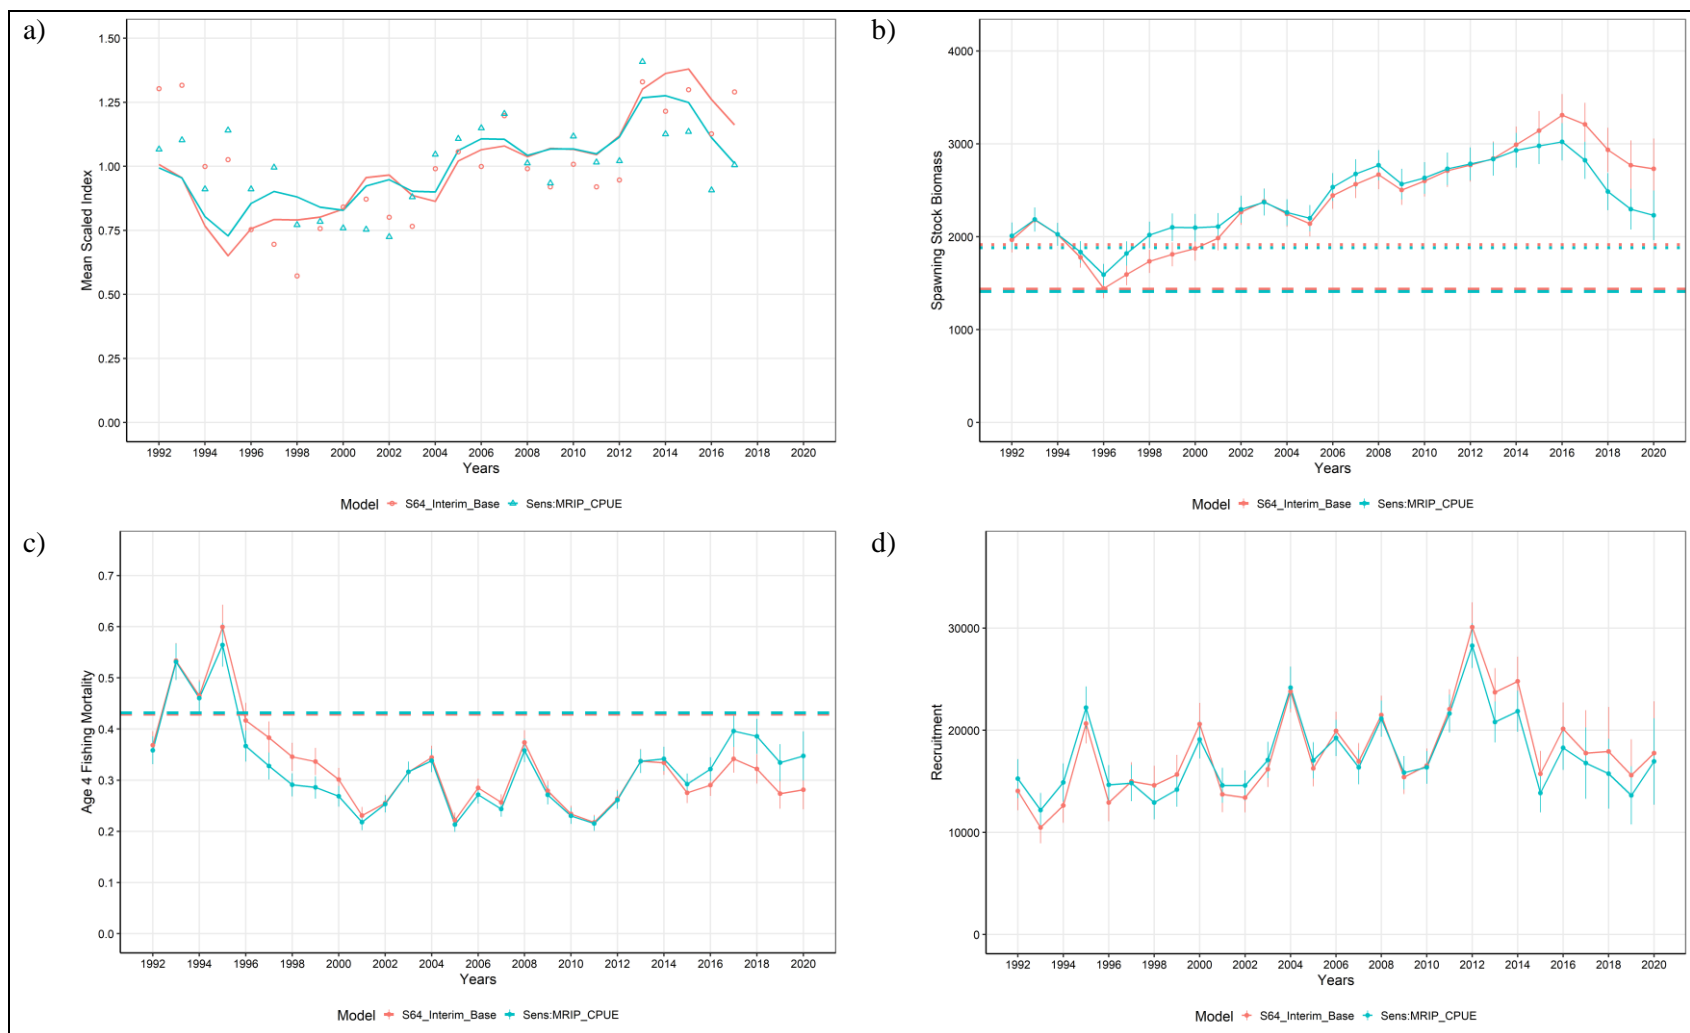 a)
Mean Scaled Index
1.50
1.25
1.00
0.75
0.50
0.25
0.00
1992 1994 1996 1998 2000 2002 2004 2006 2008 2010 2012 2014 2016 2018 2020
Years
Model S64_Interim_Base Sens:MRIP_CPUE
b)
Spawning Stock Biomass
4000
3000
2000
1000
0
1992 1994 1996 1998 2000 2002 2004 2006 2008 2010 2012 2014 2016 2018 2020
Years
Model S64_Interim_Base Sens:MRIP_CPUE
c)
Age 4 Fishing Mortality
0.7
0.6
0.5
0.4
0.3
0.2
0.1
0.0
1992 1994 1996 1998 2000 2002 2004 2006 2008 2010 2012 2014 2016 2018 2020
Years
Model S64_Interim_Base Sens:MRIP_CPUE
d)
Recruitment
30000
20000
10000
0
1992 1994 1996 1998 2000 2002 2004 2006 2008 2010 2012 2014 2016 2018 2020
Years
Model S64_Interim_Base Sens:MRIP_CPUE